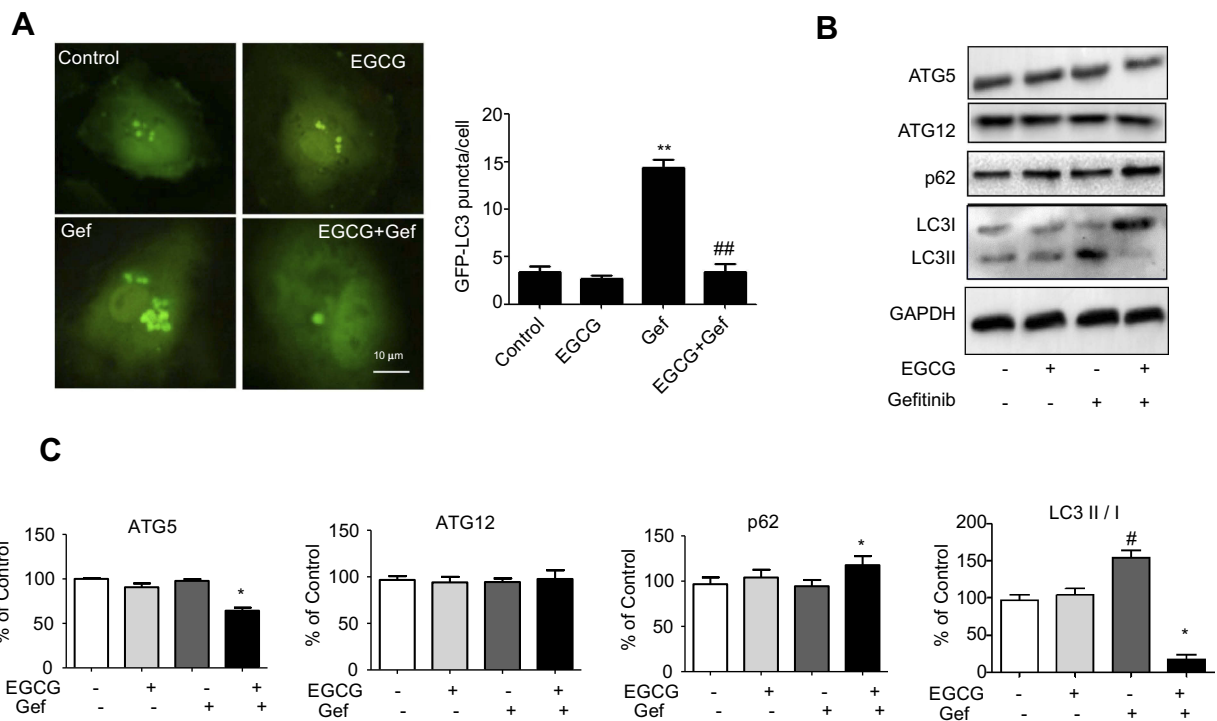 A
Control
EGCG
Gef
EGCG+Gef
10 µm
GFP-LC3 puncta/cell
20
15
10
5
0
**
##
Control
EGCG
Gef
EGCG+Gef
B
ATG5
ATG12
p62
LC3I
LC3II
GAPDH
EGCG - + - +
Gefitinib - - + +
C
ATG5
% of Control
150
100
50
0
*
EGCG - + - +
Gef - - + +
ATG12
% of Control
150
100
50
0
- + - +
- - + +
p62
% of Control
150
100
50
0
*
EGCG - + - +
Gef - - + +
LC3 II / I
% of Control
200
150
100
50
0
#
*
EGCG - + - +
Gef - - + +